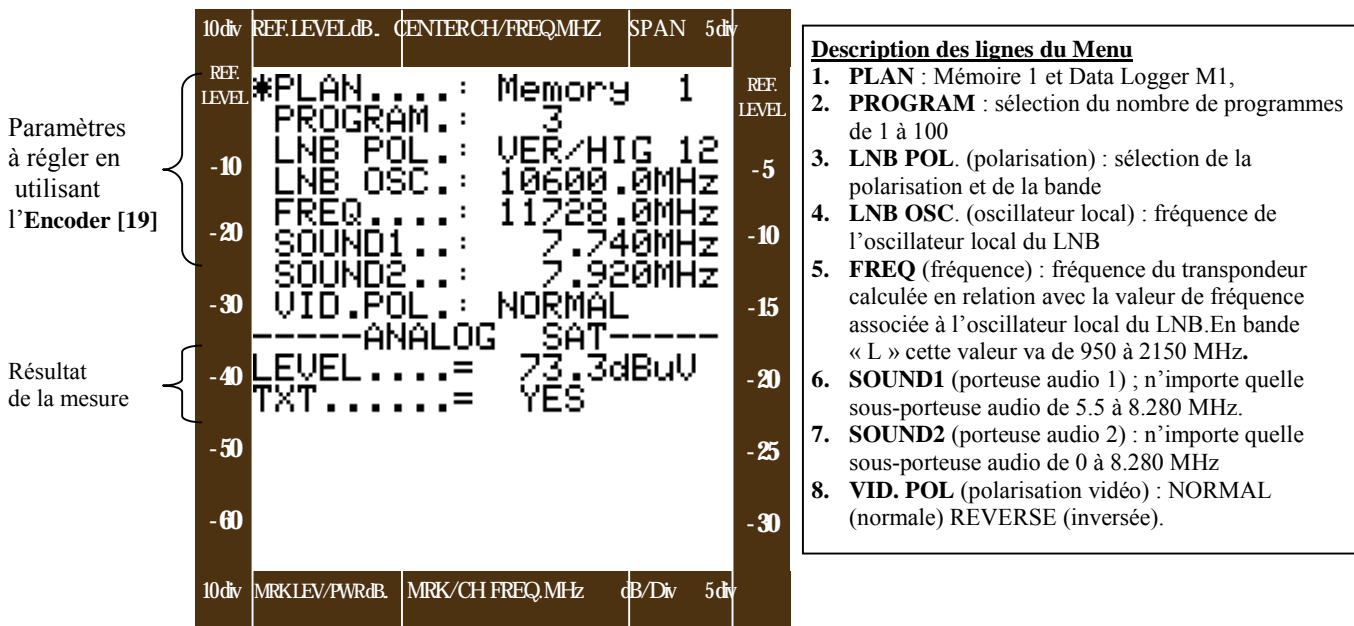 10div REF.LEVELdB.. CENTER CH/FREQ.MHZ SPAN 5div
Paramètres
à régler en
utilisant
l’Encoder [19]
Résultat
de la mesure
REF.
LEVEL
-10
-20
-30
-40
-50
-60
*PLAN....: Memory 1
PROGRAM.: 3
LNB POL.: VER/HIG 12
LNB OSC.: 10600.0MHz
FREQ....: 11728.0MHz
SOUND1..: 7.740MHz
SOUND2..: 7.920MHz
VID.POL.: NORMAL
-----ANALOG SAT-----
LEVEL....= 73.3dBuV
TXT......= YES
REF.
LEVEL
-5
-10
-15
-20
-25
-30
10div MRK LEV/PWR dB. MRK/CH FREQ.MHz dB/Div 5div
Description des lignes du Menu
1. PLAN : Mémoire 1 et Data Logger M1,
2. PROGRAM : sélection du nombre de programmes
de 1 à 100
3. LNB POL. (polarisation) : sélection de la
polarisation et de la bande
4. LNB OSC. (oscillateur local) : fréquence de
l’oscillateur local du LNB
5. FREQ (fréquence) : fréquence du transpondeur
calculée en relation avec la valeur de fréquence
associée à l’oscillateur local du LNB.En bande
« L » cette valeur va de 950 à 2150 MHz.
6. SOUND1 (porteuse audio 1) ; n’importe quelle
sous-porteuse audio de 5.5 à 8.280 MHz.
7. SOUND2 (porteuse audio 2) : n’importe quelle
sous-porteuse audio de 0 à 8.280 MHz
8. VID. POL (polarisation vidéo) : NORMAL
(normale) REVERSE (inversée).